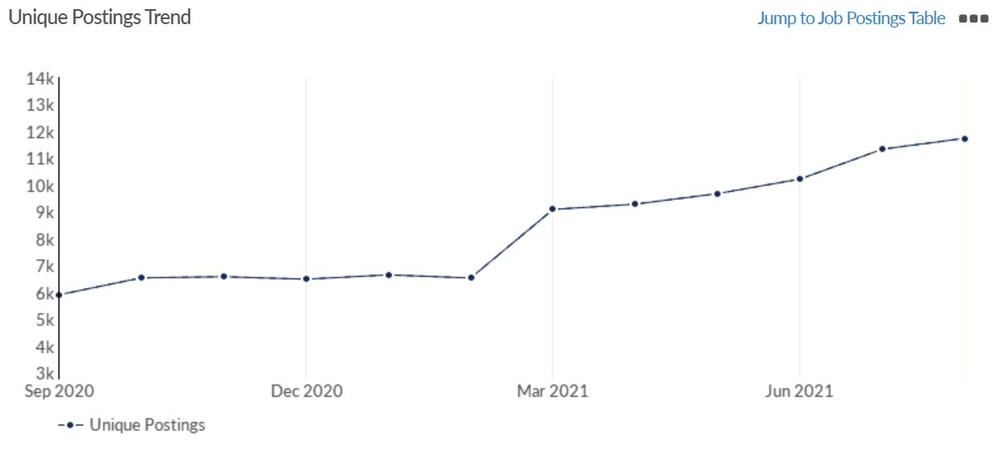 Unique Postings Trend
Jump to Job Postings Table
14k
13k
12k
11k
10k
9k
8k
7k
6k
5k
4k
3k
Sep 2020 Dec 2020 Mar 2021 Jun 2021
Unique Postings